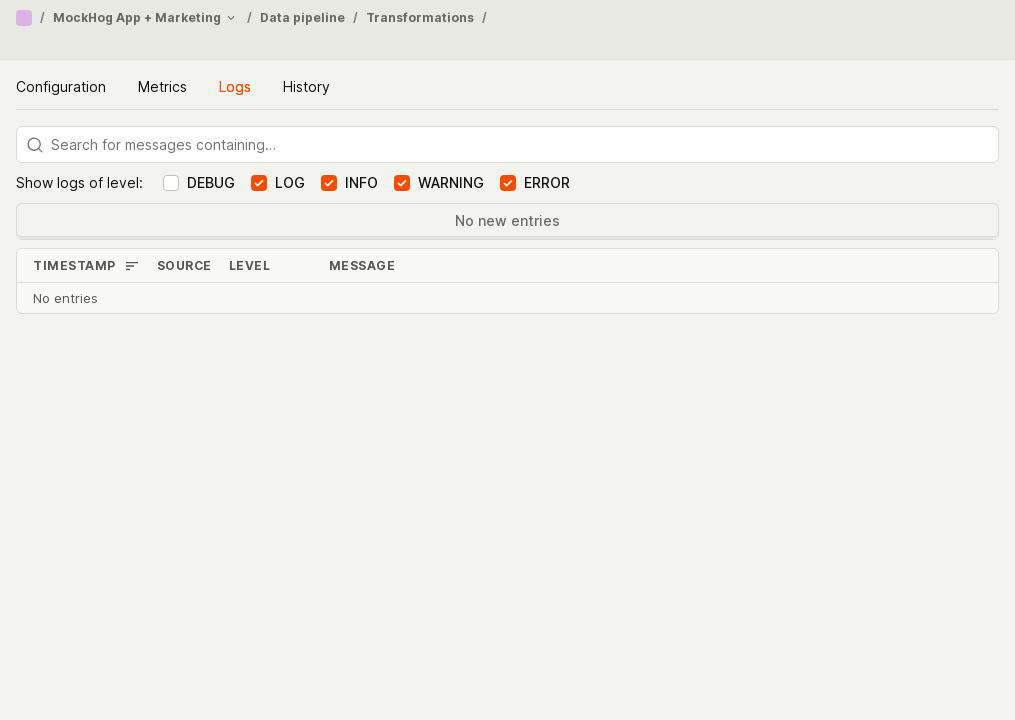 / MockHog App + Marketing / Data pipeline / Transformations /
Configuration Metrics Logs History
Search for messages containing…
Show logs of level: DEBUG LOG INFO WARNING ERROR
No new entries
TIMESTAMP SOURCE LEVEL MESSAGE
No entries